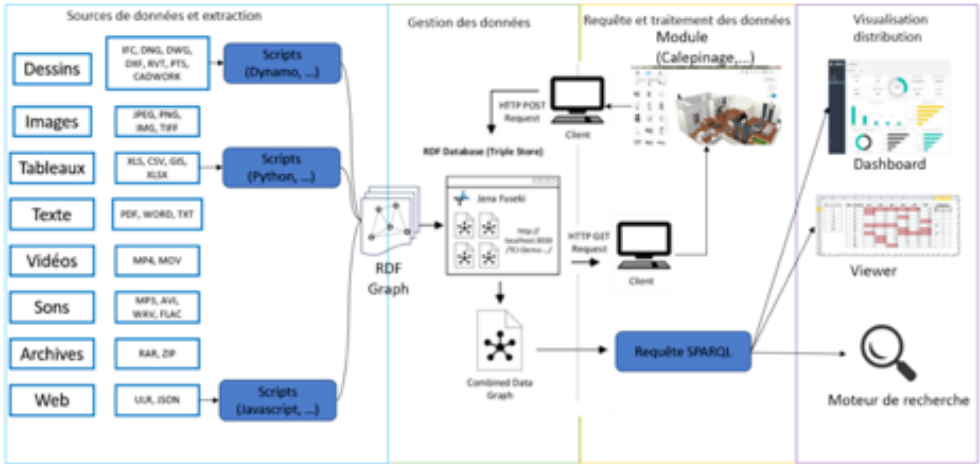 Sources de données et extraction
Gestion des données
Requête et traitement des données
Visualisation
distribution
Dessins
IFC, DNG, DWG,
DXF, RVT, PTS,
CADWORK
Scripts
(Dynamo, ...)
Images
JPEG, PNG,
IMG, TIFF
Tableaux
XLS, CSV, GIS,
XLSX
Scripts
(Python, ...)
Texte
PDF, WORD, TXT
Vidéos
MP4, MOV
Sons
MP3, AVI,
WAV, FLAC
Archives
RAR, ZIP
Web
ULR, JSON
Scripts
(Javascript, ...)
RDF
Graph
HTTP POST
Request
RDF Database (Triple Store)
Jena Fuseki
http://
localhost:3030
Combined Data
Graph
HTTP GET
Request
Module
(Calepinage,...)
Client
Client
Requête SPARQL
Dashboard
Viewer
Moteur de recherche